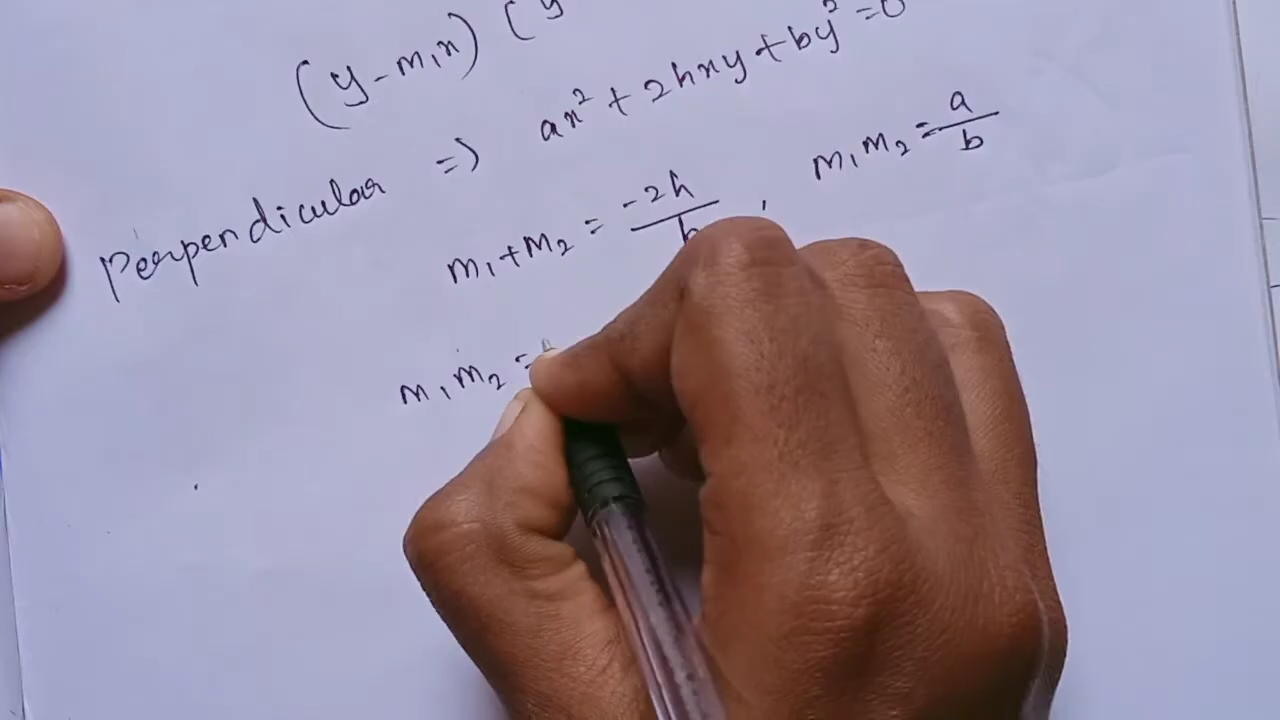 (y-m₁x) (y
Perpendicular => ax²+2hxy+by²=0
m₁+m₂ = -2h/b , m₁m₂ = a/b
m₁m₂ =